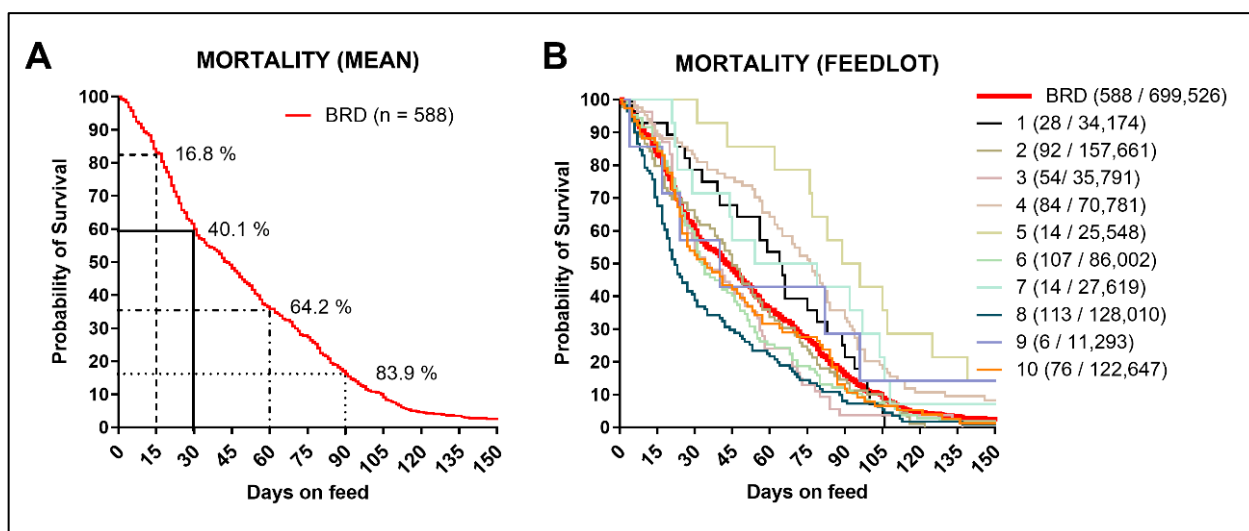 A
MORTALITY (MEAN)
Probability of Survival
100
90
80
70
60
50
40
30
20
10
0
BRD (n = 588)
16.8 %
40.1 %
64.2 %
83.9 %
0
15
30
45
60
75
90
105
120
135
150
Days on feed
B
MORTALITY (FEEDLOT)
Probability of Survival
100
90
80
70
60
50
40
30
20
10
0
0
15
30
45
60
75
90
105
120
135
150
Days on feed
BRD (588 / 699,526)
1 (28 / 34,174)
2 (92 / 157,661)
3 (54/ 35,791)
4 (84 / 70,781)
5 (14 / 25,548)
6 (107 / 86,002)
7 (14 / 27,619)
8 (113 / 128,010)
9 (6 / 11,293)
10 (76 / 122,647)